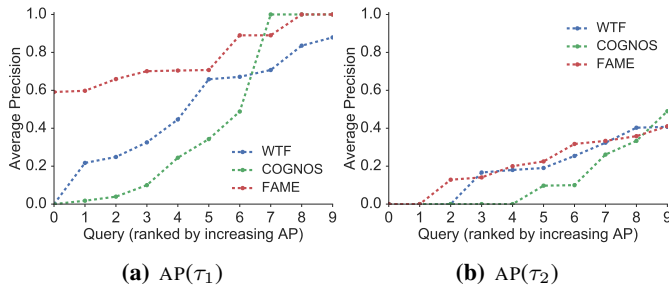 1.0
0.8
0.6
0.4
0.2
0.0
Average Precision
WTF
COGNOS
FAME
0 1 2 3 4 5 6 7 8 9
Query (ranked by increasing AP)
(a) AP(τ1)
1.0
0.8
0.6
0.4
0.2
0.0
Average Precision
WTF
COGNOS
FAME
0 1 2 3 4 5 6 7 8 9
Query (ranked by increasing AP)
(b) AP(τ2)